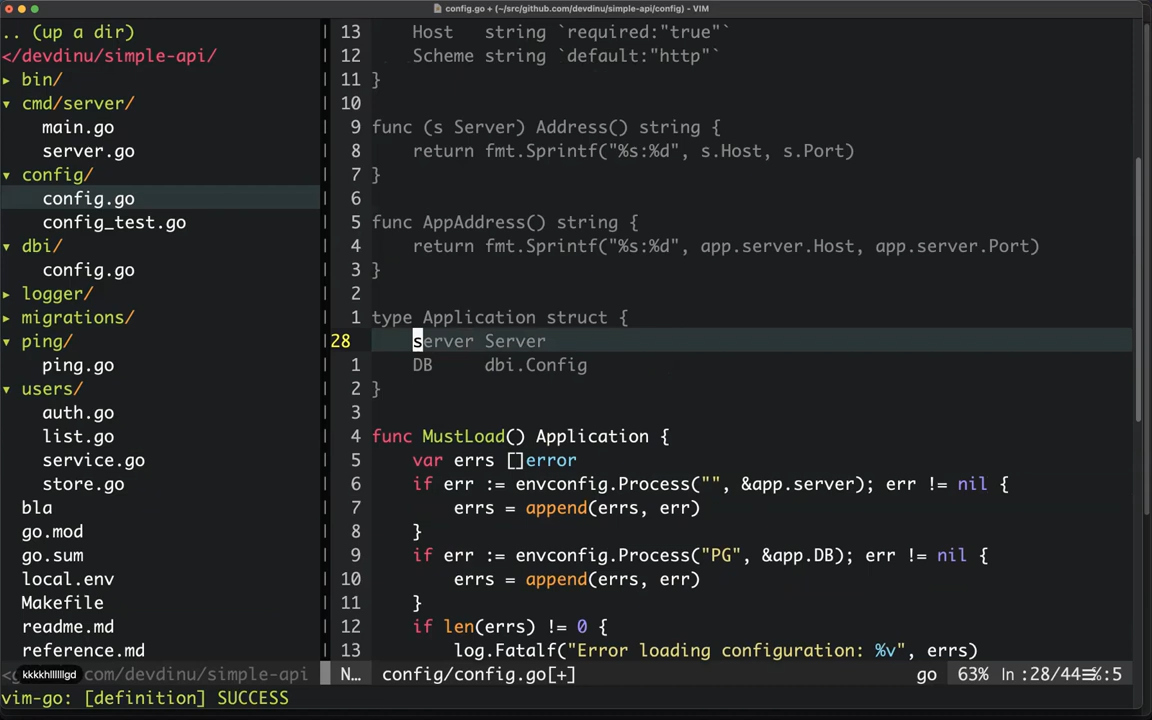 config.go + (~/src/github.com/devdinu/simple-api/config) - VIM
.. (up a dir)
</devdinu/simple-api/
▸ bin/
▾ cmd/server/
main.go
server.go
▾ config/
config.go
config_test.go
▾ dbi/
config.go
▸ logger/
▸ migrations/
▾ ping/
ping.go
▾ users/
auth.go
list.go
service.go
store.go
bla
go.mod
go.sum
local.env
Makefile
readme.md
reference.md
13 Host string `required:"true"`
12 Scheme string `default:"http"`
11 }
10
9 func (s Server) Address() string {
8 return fmt.Sprintf("%s:%d", s.Host, s.Port)
7 }
6
5 func AppAddress() string {
4 return fmt.Sprintf("%s:%d", app.server.Host, app.server.Port)
3 }
2
1 type Application struct {
28 server Server
1 DB dbi.Config
2 }
3
4 func MustLoad() Application {
5 var errs []error
6 if err := envconfig.Process("", &app.server); err != nil {
7 errs = append(errs, err)
8 }
9 if err := envconfig.Process("PG", &app.DB); err != nil {
10 errs = append(errs, err)
11 }
12 if len(errs) != 0 {
13 log.Fatalf("Error loading configuration: %v", errs)
<g kkkkhlllllllgd com/devdinu/simple-api N… config/config.go[+] go 63% ln :28/44≡%:5
vim-go: [definition] SUCCESS